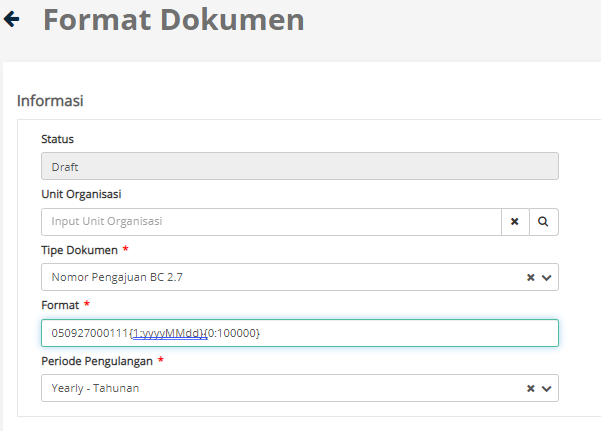 Format Dokumen
Informasi
Status
Draft
Unit Organisasi
Input Unit Organisasi
Tipe Dokumen *
Nomor Pengajuan BC 2.7
Format *
050927000111{1:yyyyMMdd}{0:100000}
Periode Pengulangan *
Yearly - Tahunan